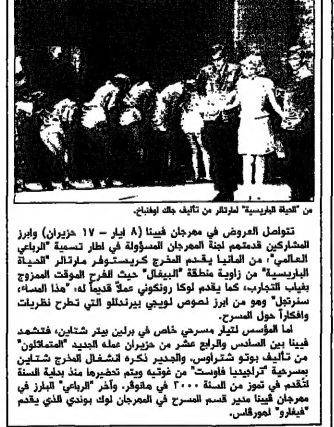 من "الحياة الباريسية" لمارتالر من تأليف جاك اوفنباخ.
تتواصل العروض في مهرجان فيينا (٨ ايار – ١٧ حزيران) وابرز
المشاركين قدمتهم لجنة المهرجان المسؤولة في اطار تسمية "الرباعي
العالمي"، من المانيا يقدم المخرج كريستوفر مارتالر "الحياة
الباريسية" من زاوية منطقة "البيفال" حيث الفرح الموقت الممزوج
بغياب التجارب، كما يقدم لوكا رونكوني عملاً قديماً له: "هذا المساء،
سنرتجل" وهو من ابرز نصوص لويجي بيرندللو التي تطرح نظريات
وافكاراً حول المسرح.
اما المؤسس لتيار مسرحي خاص في برلين بيتر شتاين، فتشهد
فيينا بين السادس والرابع عشر من حزيران عمله الجديد "المتماثلون"
من تأليف بوتو شتراوس، والجدير ذكره انشغال المخرج شتاين
بمسرحية "تراجيديا فاوست" من غوتيه ويتم تحضيرها منذ بداية السنة
لتقدم في تموز من السنة ٢٠٠٠ في هانوفر. وآخر "الرباعي" البارز في
مهرجان فيينا مدير قسم المسرح في المهرجان لوك بوندي الذي يقدم
"فيغارو" لهورفاس.